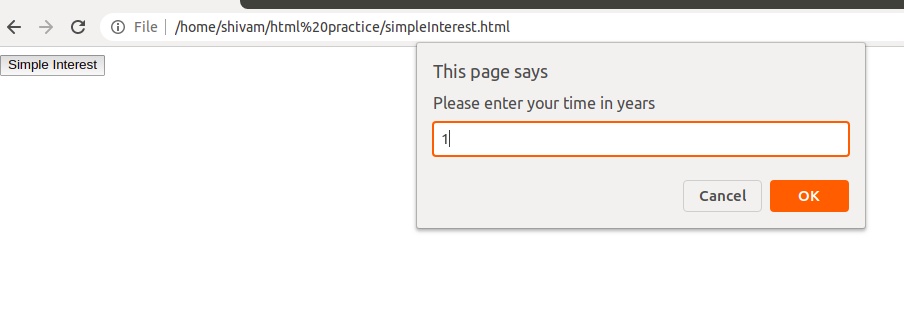 File | /home/shivam/html%20practice/simpleInterest.html
Simple Interest
This page says
Please enter your time in years
1
Cancel OK